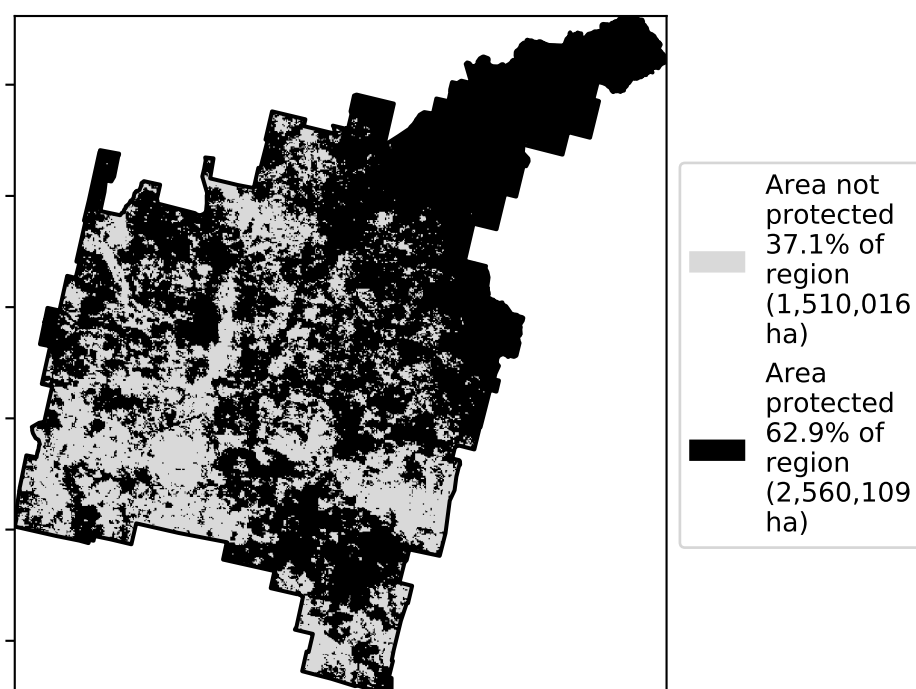 Area not
protected
37.1% of
region
(1,510,016
ha)
Area
protected
62.9% of
region
(2,560,109
ha)